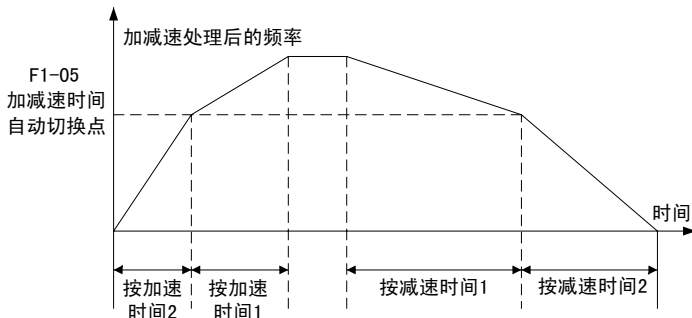 加减速处理后的频率
F1-05
加减速时间
自动切换点
时间
按加速
时间2
按加速
时间1
按减速时间1
按减速时间2